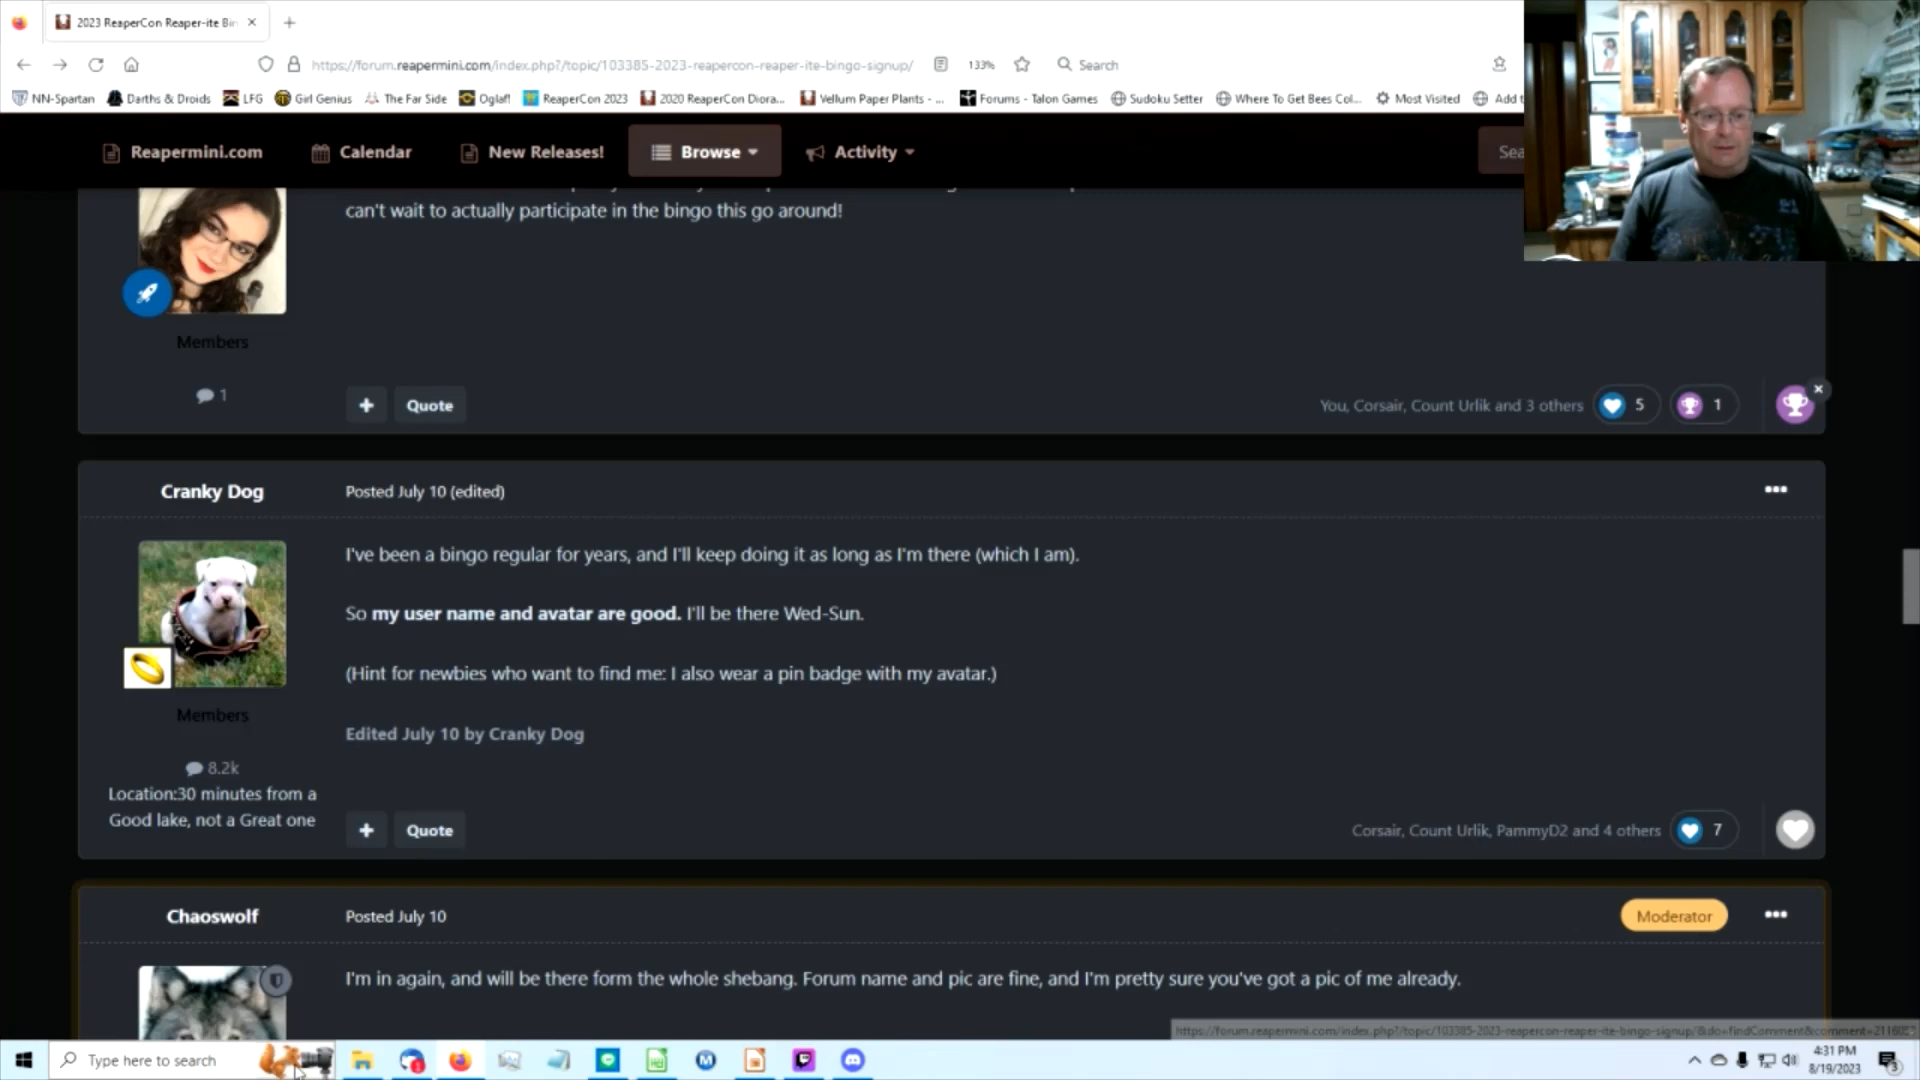 2023 ReaperCon Reaper-ite Bin
https://forum.reapermini.com/index.php?/topic/103385-2023-reapercon-reaper-ite-bingo-signup/
133%
Search
NN-Spartan
Darths & Droids
LFG
Girl Genius
The Far Side
Oglaf!
ReaperCon 2023
2020 ReaperCon Diora...
Vellum Paper Plants - ...
Forums - Talon Games
Sudoku Setter
Where To Get Bees Col...
Most Visited
Add t
Reapermini.com
Calendar
New Releases!
Browse
Activity
Sea
can't wait to actually participate in the bingo this go around!
Members
1
+ Quote
You, Corsair, Count Urlik and 3 others
5
1
Cranky Dog
Posted July 10 (edited)
I've been a bingo regular for years, and I'll keep doing it as long as I'm there (which I am).
So my user name and avatar are good. I'll be there Wed-Sun.
(Hint for newbies who want to find me: I also wear a pin badge with my avatar.)
Members
Edited July 10 by Cranky Dog
8.2k
Location:30 minutes from a
Good lake, not a Great one
+ Quote
Corsair, Count Urlik, PammyD2 and 4 others
7
Chaoswolf
Posted July 10
Moderator
I'm in again, and will be there form the whole shebang. Forum name and pic are fine, and I'm pretty sure you've got a pic of me already.
Type here to search
4:31 PM
8/19/2023